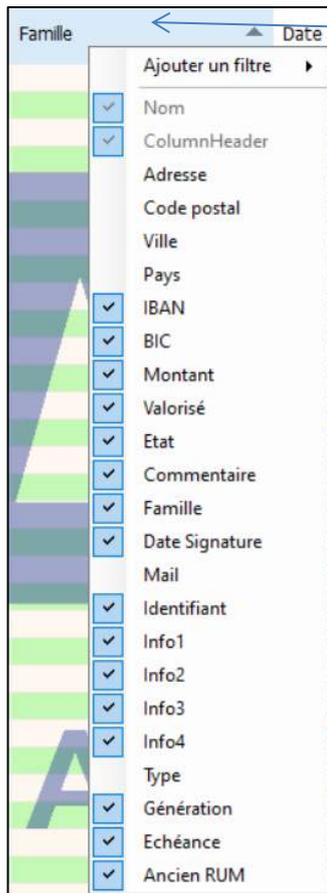 Famille Date
Ajouter un filtre
Nom
ColumnHeader
Adresse
Code postal
Ville
Pays
IBAN
BIC
Montant
Valorisé
Etat
Commentaire
Famille
Date Signature
Mail
Identifiant
Info1
Info2
Info3
Info4
Type
Génération
Echéance
Ancien RUM